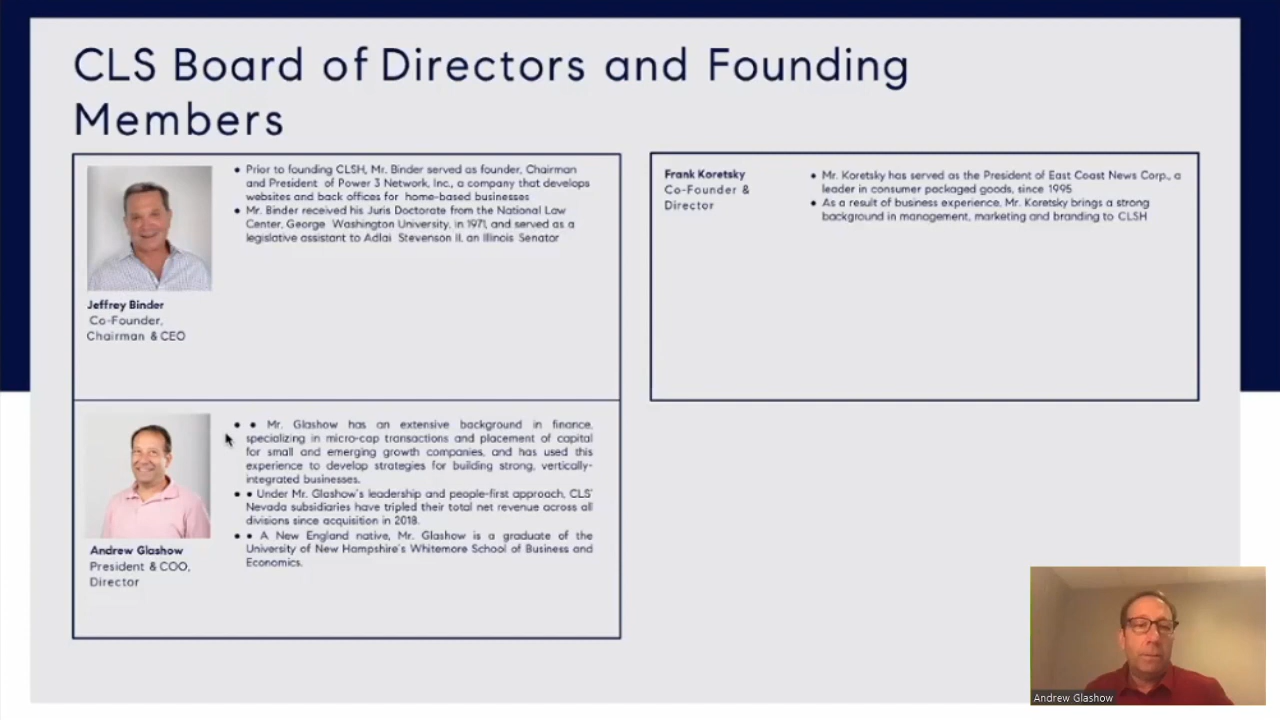 CLS Board of Directors and Founding
Members
• Prior to founding CLSH, Mr. Binder served as founder, Chairman
and President of Power 3 Network, Inc., a company that develops
websites and back offices for home-based businesses
• Mr. Binder received his Juris Doctorate from the National Law
Center, George Washington University, in 1971, and served as a
legislative assistant to Adlai Stevenson II, an Illinois Senator
Jeffrey Binder
Co-Founder,
Chairman & CEO
• • Mr. Glashow has an extensive background in finance,
specializing in micro-cap transactions and placement of capital
for small and emerging growth companies, and has used this
experience to develop strategies for building strong, vertically-
integrated businesses.
• • Under Mr. Glashow's leadership and people-first approach, CLS'
Nevada subsidiaries have tripled their total net revenue across all
divisions since acquisition in 2018.
• • A New England native, Mr. Glashow is a graduate of the
University of New Hampshire's Whitemore School of Business and
Economics.
Andrew Glashow
President & COO,
Director
Frank Koretsky
Co-Founder &
Director
• Mr. Koretsky has served as the President of East Coast News Corp., a
leader in consumer packaged goods, since 1995
• As a result of business experience, Mr. Koretsky brings a strong
background in management, marketing and branding to CLSH
Andrew Glashow